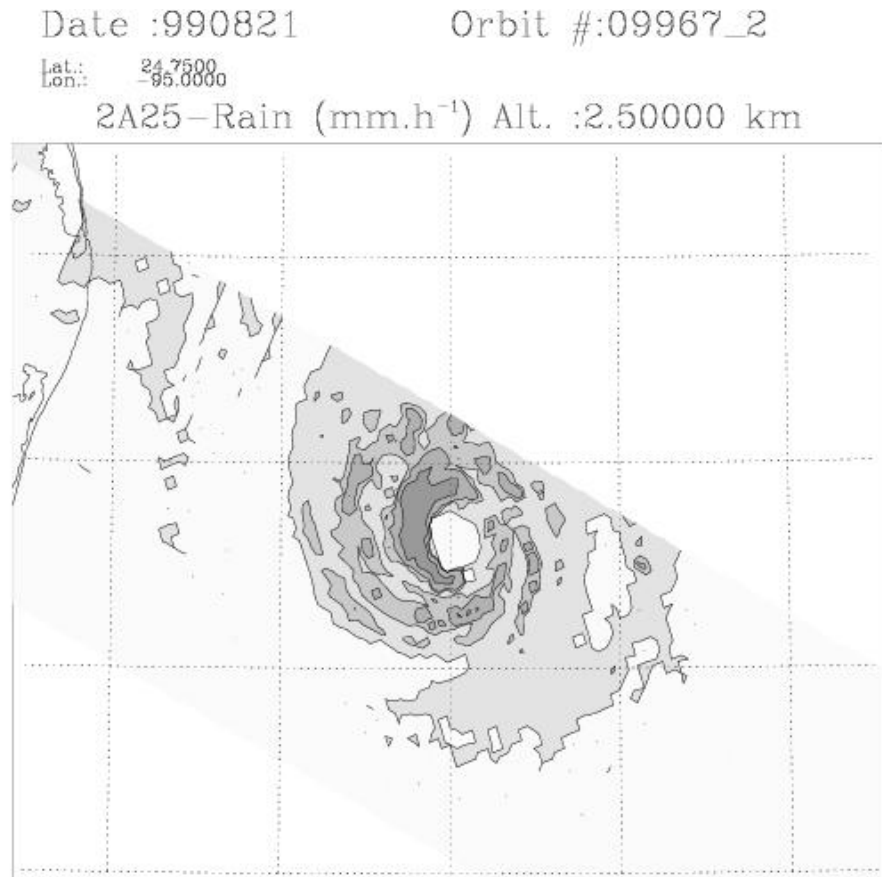 Date :990821 Orbit #:09967_2
Lat.: 24.7500
Lon.: -95.0000
2A25-Rain (mm.h⁻¹) Alt. :2.50000 km